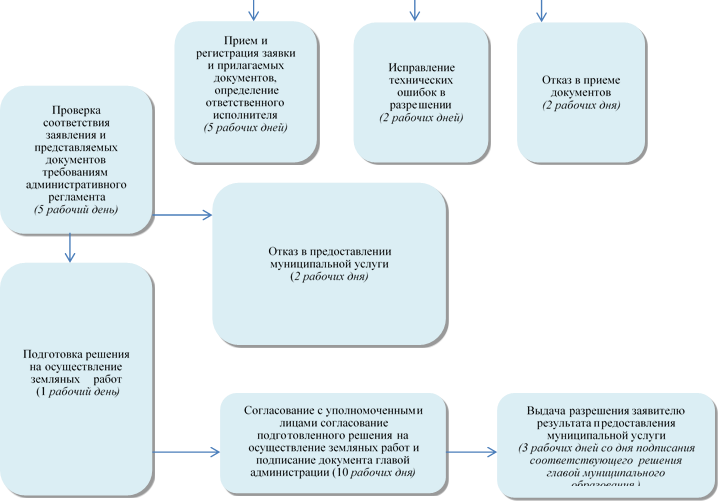 Прием и
регистрация заявки
и прилагаемых
документов,
определение
ответственного
исполнителя
(5 рабочих дней)
Исправление
технических
ошибок в
разрешении
(2 рабочих дней)
Отказ в приеме
документов
(2 рабочих дня)
Проверка
соответствия
заявления и
представляемых
документов
требованиям
административного
регламента
(5 рабочий день)
Отказ в предоставлении
муниципальной услуги
(2 рабочих дня)
Подготовка решения
на осуществление
земляных работ
(1 рабочий день)
Согласование с уполномоченными
лицами согласование
подготовленного решения на
осуществление земляных работ и
подписание документа главой
администрации (10 рабочих дня)
Выдача разрешения заявителю
результата предоставления
муниципальной услуги
(3 рабочих дней со дня подписания
соответствующего решения
главой муниципального
образования )